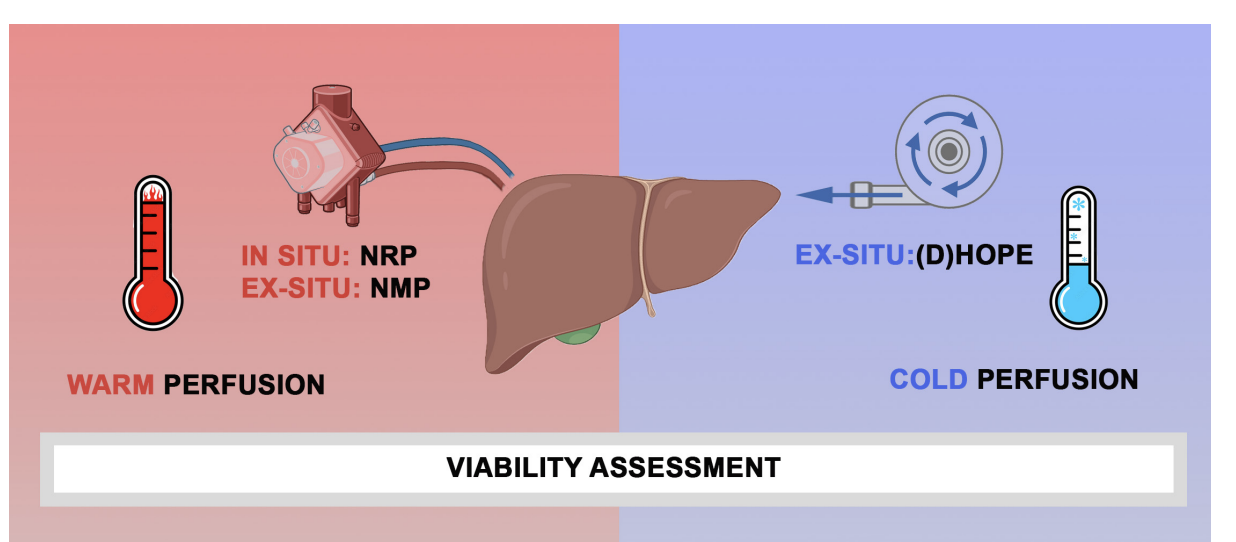 IN SITU: NRP
EX-SITU: NMP
WARM PERFUSION
EX-SITU:(D)HOPE
COLD PERFUSION
VIABILITY ASSESSMENT